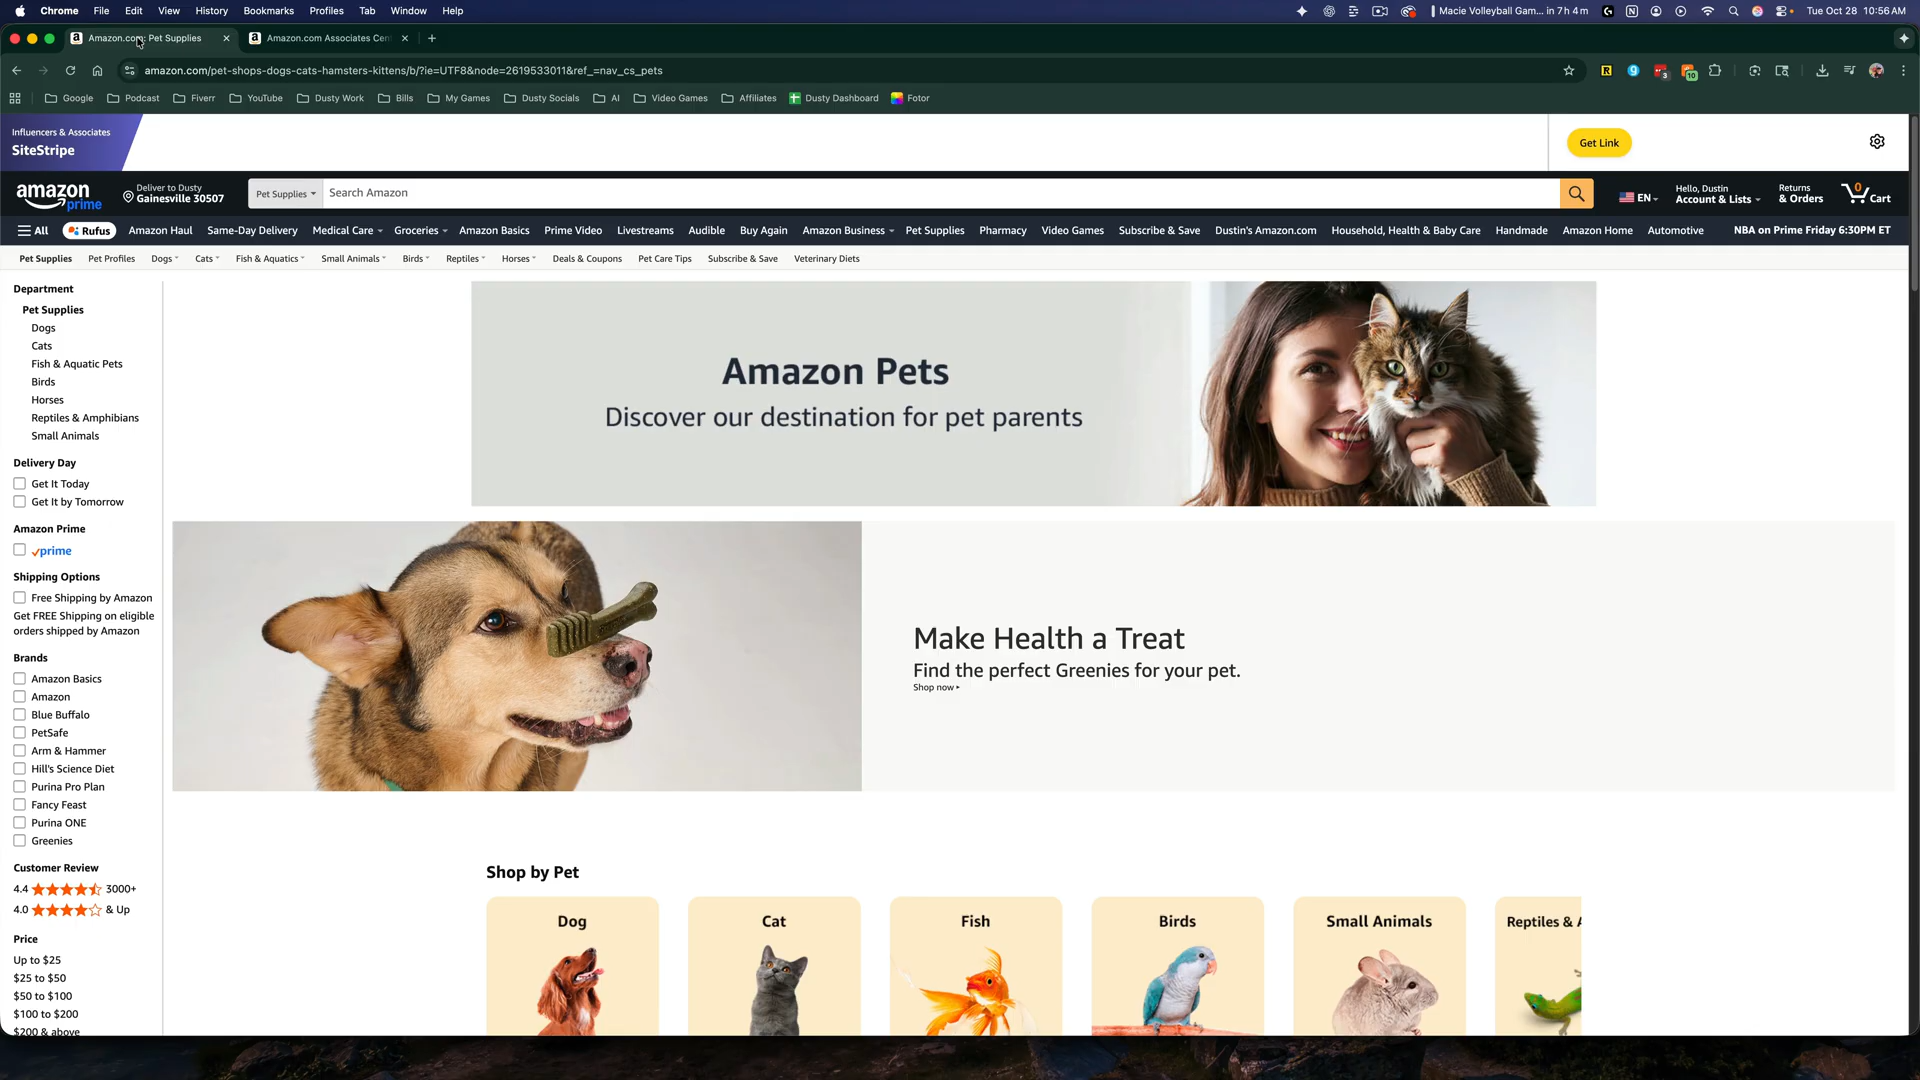 Chrome File Edit View History Bookmarks Profiles Tab Window Help
Macie Volleyball Gam... in 7h 4m
Tue Oct 28 10:56 AM
Amazon.com: Pet Supplies
Amazon.com Associates Cen
amazon.com/pet-shops-dogs-cats-hamsters-kittens/b/?ie=UTF8&node=2619533011&ref_=nav_cs_pets
3
10
Google Podcast Fiverr YouTube Dusty Work Bills My Games Dusty Socials AI Video Games Affiliates Dusty Dashboard Fotor
Influencers & Associates
SiteStripe
Get Link
amazon prime
Deliver to Dusty
Gainesville 30507
Pet Supplies
Search Amazon
EN
Hello, Dustin
Account & Lists
Returns
& Orders
0
Cart
All Rufus Amazon Haul Same-Day Delivery Medical Care Groceries Amazon Basics Prime Video Livestreams Audible Buy Again Amazon Business Pet Supplies Pharmacy Video Games Subscribe & Save Dustin's Amazon.com Household, Health & Baby Care Handmade Amazon Home Automotive NBA on Prime Friday 6:30PM ET
Pet Supplies Pet Profiles Dogs Cats Fish & Aquatics Small Animals Birds Reptiles Horses Deals & Coupons Pet Care Tips Subscribe & Save Veterinary Diets
Department
Pet Supplies
Dogs
Cats
Fish & Aquatic Pets
Birds
Horses
Reptiles & Amphibians
Small Animals
Delivery Day
Get It Today
Get It by Tomorrow
Amazon Prime
prime
Shipping Options
Free Shipping by Amazon
Get FREE Shipping on eligible
orders shipped by Amazon
Brands
Amazon Basics
Amazon
Blue Buffalo
PetSafe
Arm & Hammer
Hill's Science Diet
Purina Pro Plan
Fancy Feast
Purina ONE
Greenies
Customer Review
4.4 3000+
4.0 & Up
Price
Up to $25
$25 to $50
$50 to $100
$100 to $200
$200 & above
Amazon Pets
Discover our destination for pet parents
Make Health a Treat
Find the perfect Greenies for your pet.
Shop now
Shop by Pet
Dog
Cat
Fish
Birds
Small Animals
Reptiles & A